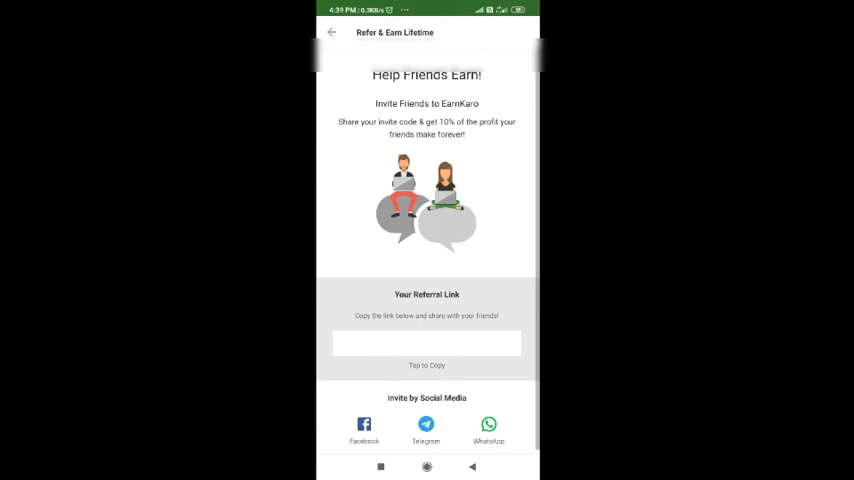 4:39 PM | 0.3KB/s
Refer & Earn Lifetime
Help Friends Earn!
Invite Friends to EarnKaro
Share your invite code & get 10% of the profit your
friends make forever!
Your Referral Link
Copy the link below and share with your friends!
Tap to Copy
Invite by Social Media
Facebook
Telegram
WhatsApp